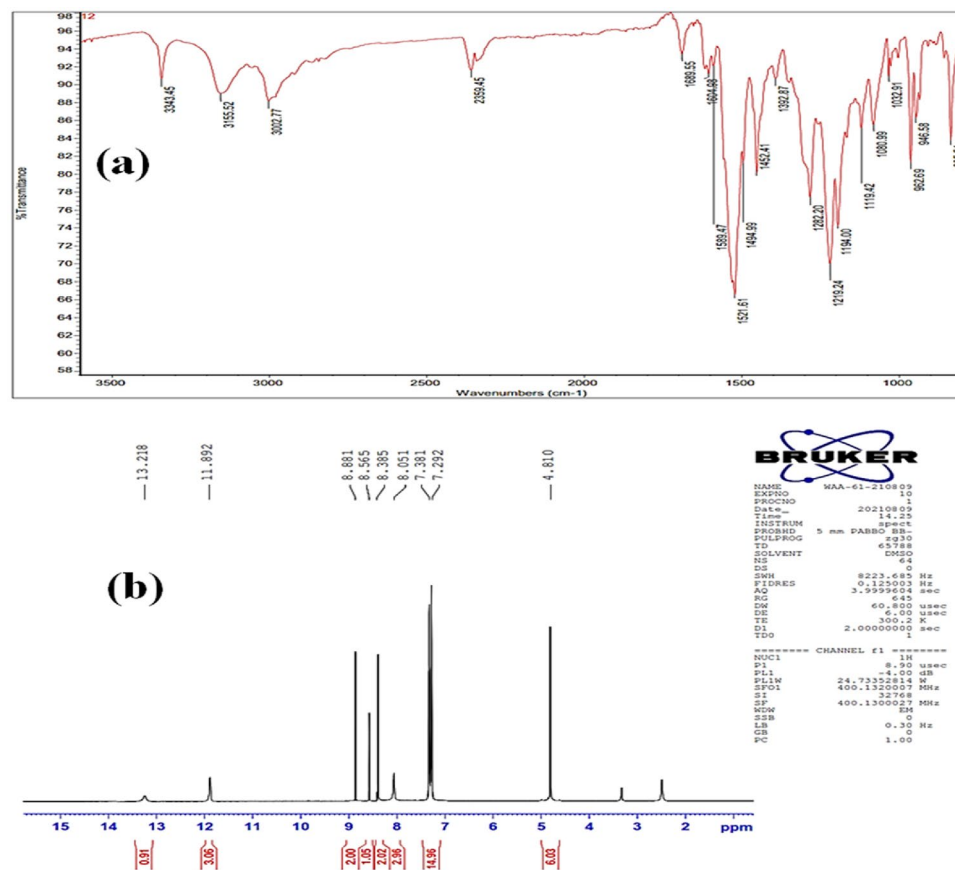 12
98
96
94
92
90
88
86
84
82
80
78
76
74
72
70
68
66
64
62
60
58
%Transmittance
(a)
3343.45
3155.52
3002.77
2359.45
1689.55
1604.98
1589.47
1521.61
1494.99
1452.41
1392.87
1282.20
1219.24
1194.00
1119.42
1080.99
1032.91
962.69
946.58
3500 3000 2500 2000 1500 1000
Wavenumbers (cm-1)
13.218
11.892
8.881
8.565
8.385
8.051
7.381
7.292
4.810
(b)
BRUKER
NAME WAA-61-210809
EXPNO 10
PROCNO 1
Date_ 20210809
Time 14.25
INSTRUM spect
PROBHD 5 mm PABBO BB-
PULPROG zg30
TD 65788
SOLVENT DMSO
NS 64
DS 0
SWH 8223.685 Hz
FIDRES 0.125003 Hz
AQ 3.9999604 sec
RG 645
DW 60.800 usec
DE 6.00 usec
TE 300.2 K
D1 2.00000000 sec
TD0 1
======== CHANNEL f1 ========
NUC1 1H
P1 8.90 usec
PL1 -4.00 dB
PL1W 24.73352814 W
SFO1 400.1320007 MHz
SI 32768
SF 400.1300027 MHz
WDW EM
SSB 0
LB 0.30 Hz
GB 0
PC 1.00
15 14 13 12 11 10 9 8 7 6 5 4 3 2 ppm
0.91
3.06
2.00
1.05
2.02
2.96
14.96
6.03